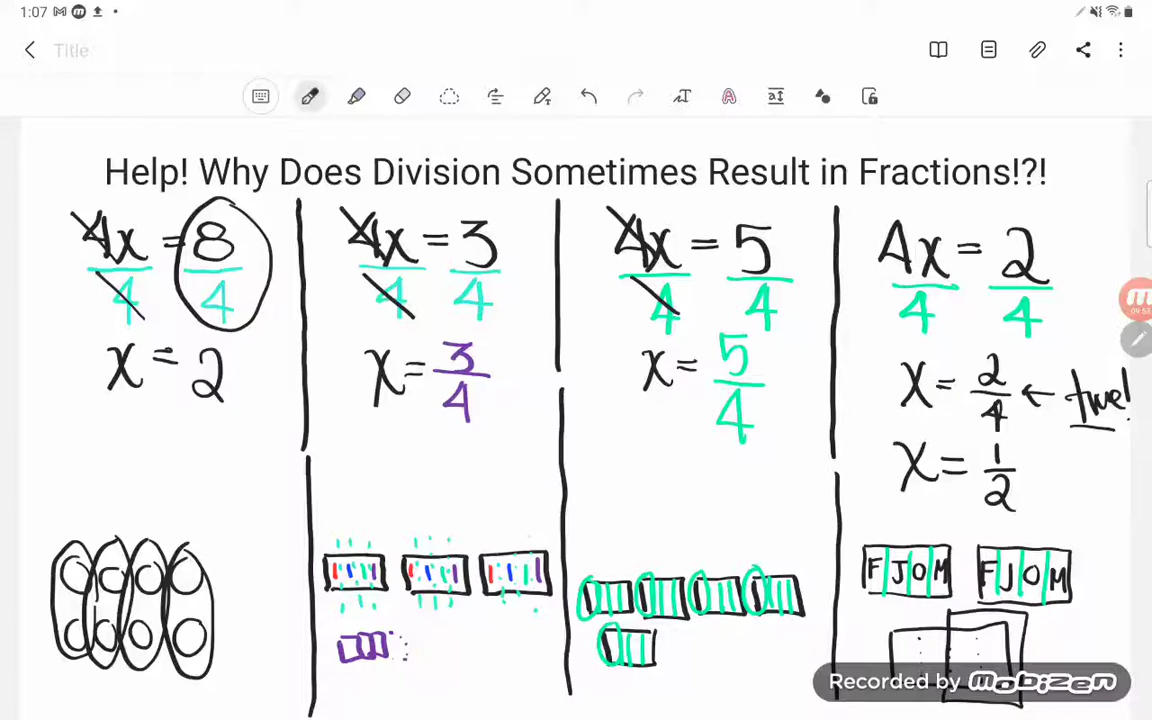 1:07
Title
Help! Why Does Division Sometimes Result in Fractions!?!
4x = 8
4 4
x = 2
4x = 3
4 4
x = 3/4
4x = 5
4 4
x = 5/4
4x = 2
4 4
x = 2/4 ← true!
x = 1/2
F J O M F J O M
04:53
Recorded by mobizen